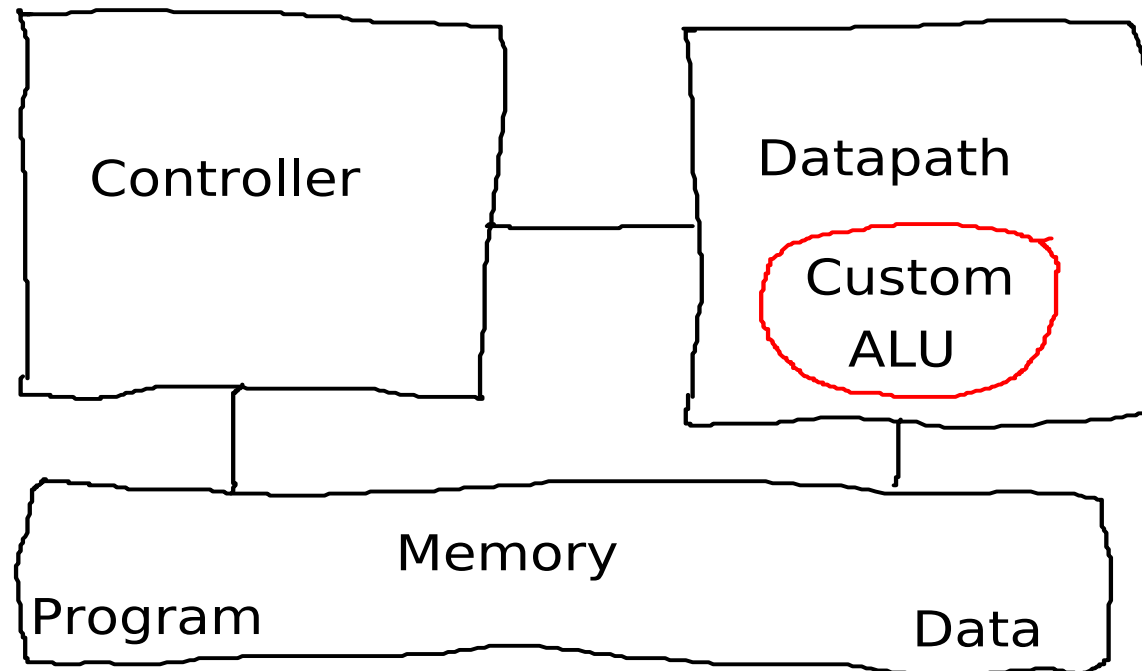 Controller
Datapath
Custom
ALU
Memory
Program
Data